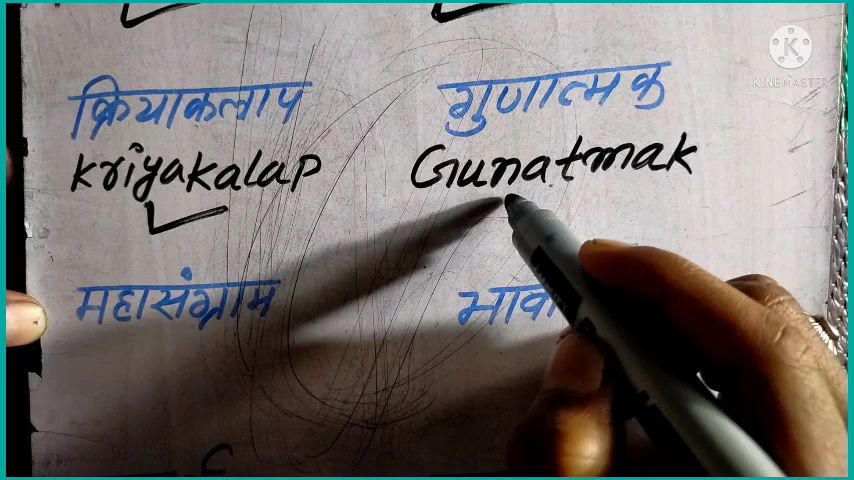 क्रियाकलाप
गुणात्मक
Kriyakalap
Gunatmak
महासंग्राम
K
KINEMASTER